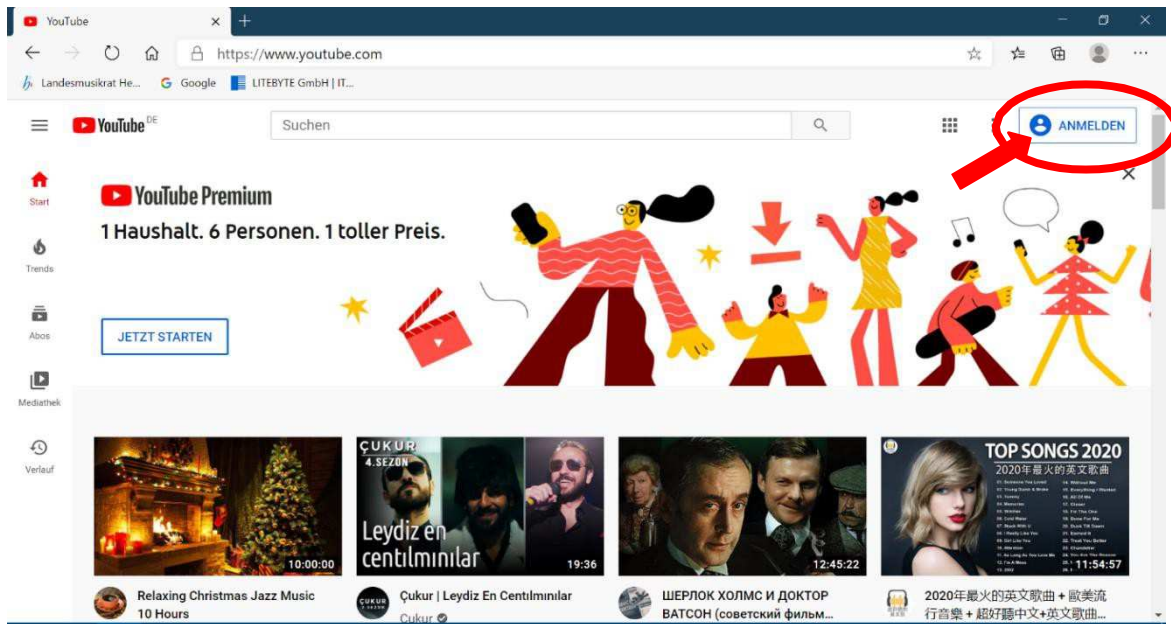 YouTube
https://www.youtube.com
Landesmusikrat He...
Google
LITEBYTE GmbH | IT...
YouTube DE
Suchen
ANMELDEN
Start
Trends
Abos
Mediathek
Verlauf
YouTube Premium
1 Haushalt. 6 Personen. 1 toller Preis.
JETZT STARTEN
10:00:00
ÇUKUR
4.SEZON
Leydiz en
centılmınılar
19:36
12:45:22
TOP SONGS 2020
2020年最火的英文歌曲
11:54:57
Relaxing Christmas Jazz Music
10 Hours
Çukur | Leydiz En Centılmınılar
Çukur
ШЕРЛОК ХОЛМС И ДОКТОР
ВАТСОН (советский фильм...
2020年最火的英文歌曲 + 歐美流
行音樂 + 超好聽中文+英文歌曲...